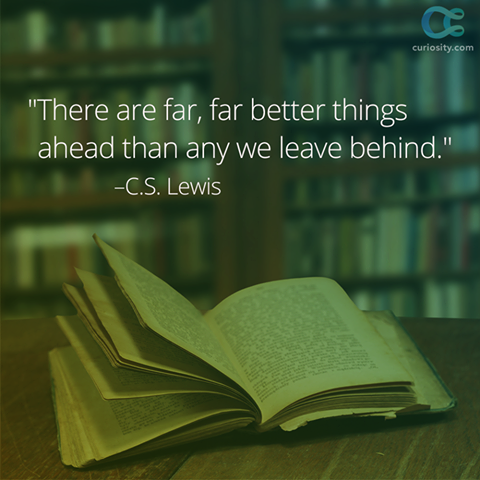 curiosity.com
"There are far, far better things
ahead than any we leave behind."
–C.S. Lewis